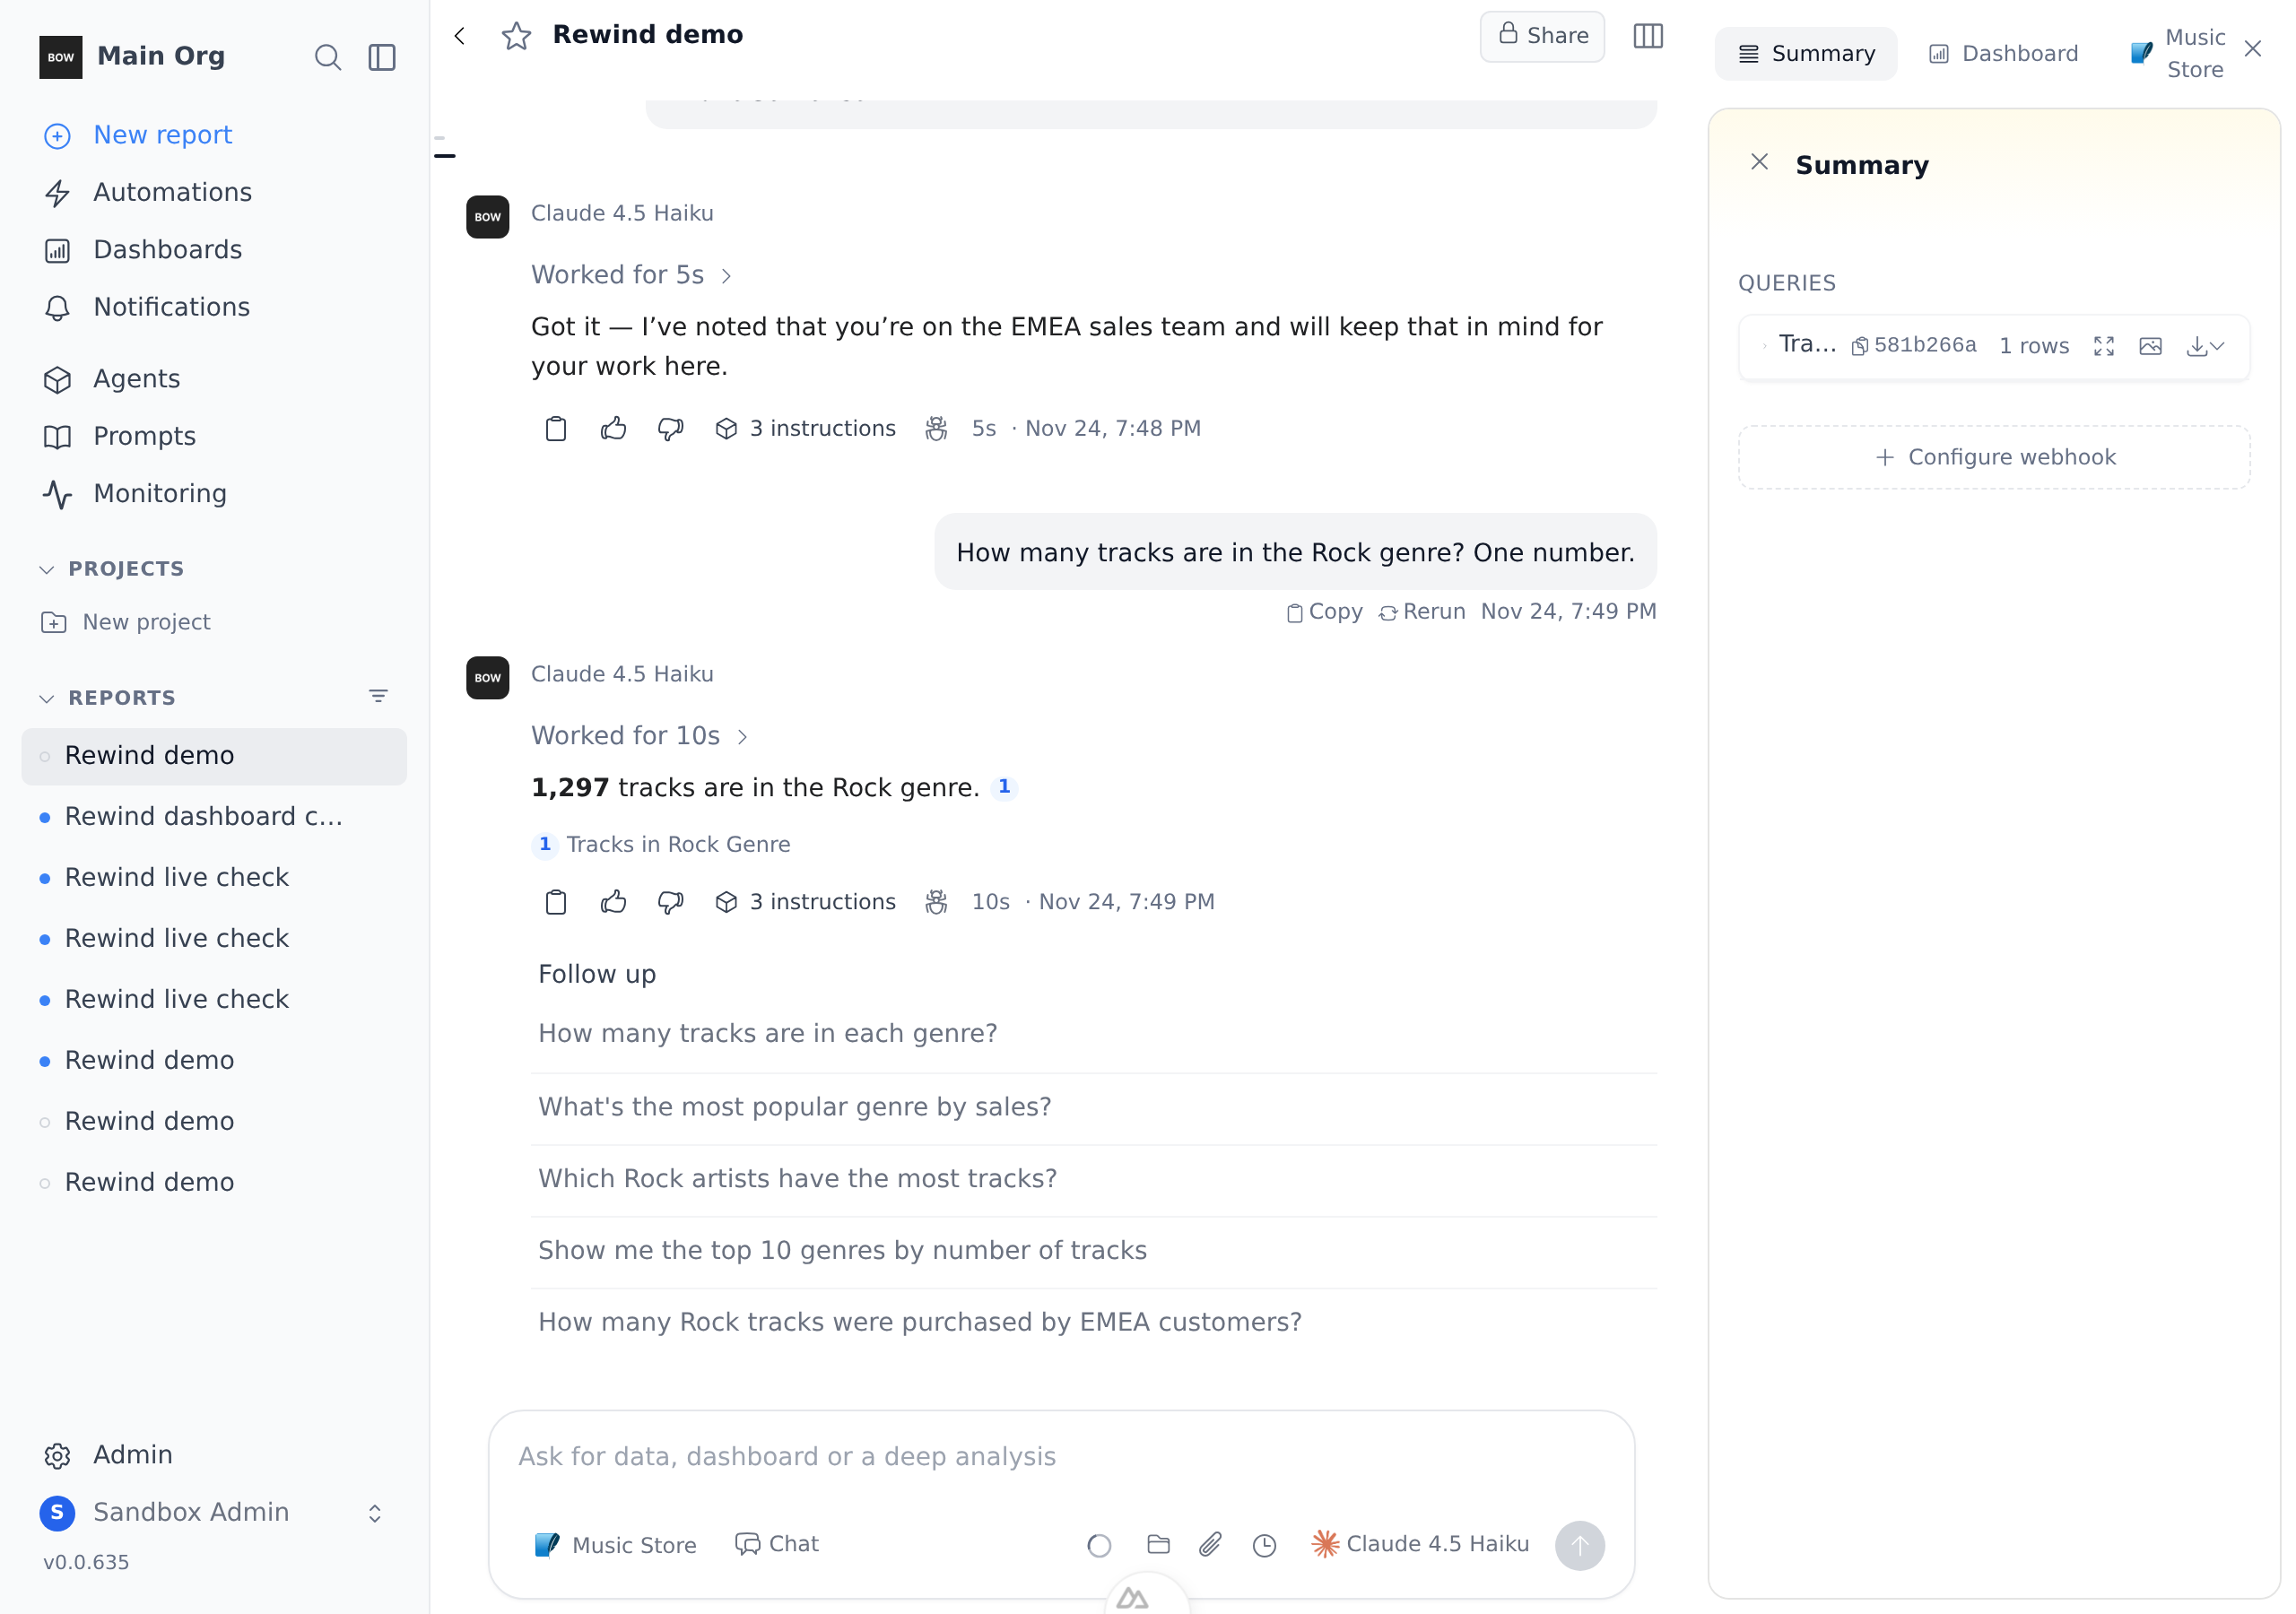 BOW Main Org
New report
Automations
Dashboards
Notifications
Agents
Prompts
Monitoring
PROJECTS
New project
REPORTS
Rewind demo
Rewind dashboard c...
Rewind live check
Rewind live check
Rewind live check
Rewind demo
Rewind demo
Rewind demo
Admin
S Sandbox Admin
v0.0.635
Rewind demo
Share
BOW Claude 4.5 Haiku
Worked for 5s
Got it — I’ve noted that you’re on the EMEA sales team and will keep that in mind for
your work here.
3 instructions 5s · Nov 24, 7:48 PM
How many tracks are in the Rock genre? One number.
Copy Rerun Nov 24, 7:49 PM
BOW Claude 4.5 Haiku
Worked for 10s
1,297 tracks are in the Rock genre. 1
1 Tracks in Rock Genre
3 instructions 10s · Nov 24, 7:49 PM
Follow up
How many tracks are in each genre?
What's the most popular genre by sales?
Which Rock artists have the most tracks?
Show me the top 10 genres by number of tracks
How many Rock tracks were purchased by EMEA customers?
Ask for data, dashboard or a deep analysis
Music Store Chat Claude 4.5 Haiku
Summary Dashboard Music
Store
Summary
QUERIES
Tra... 581b266a 1 rows
Configure webhook